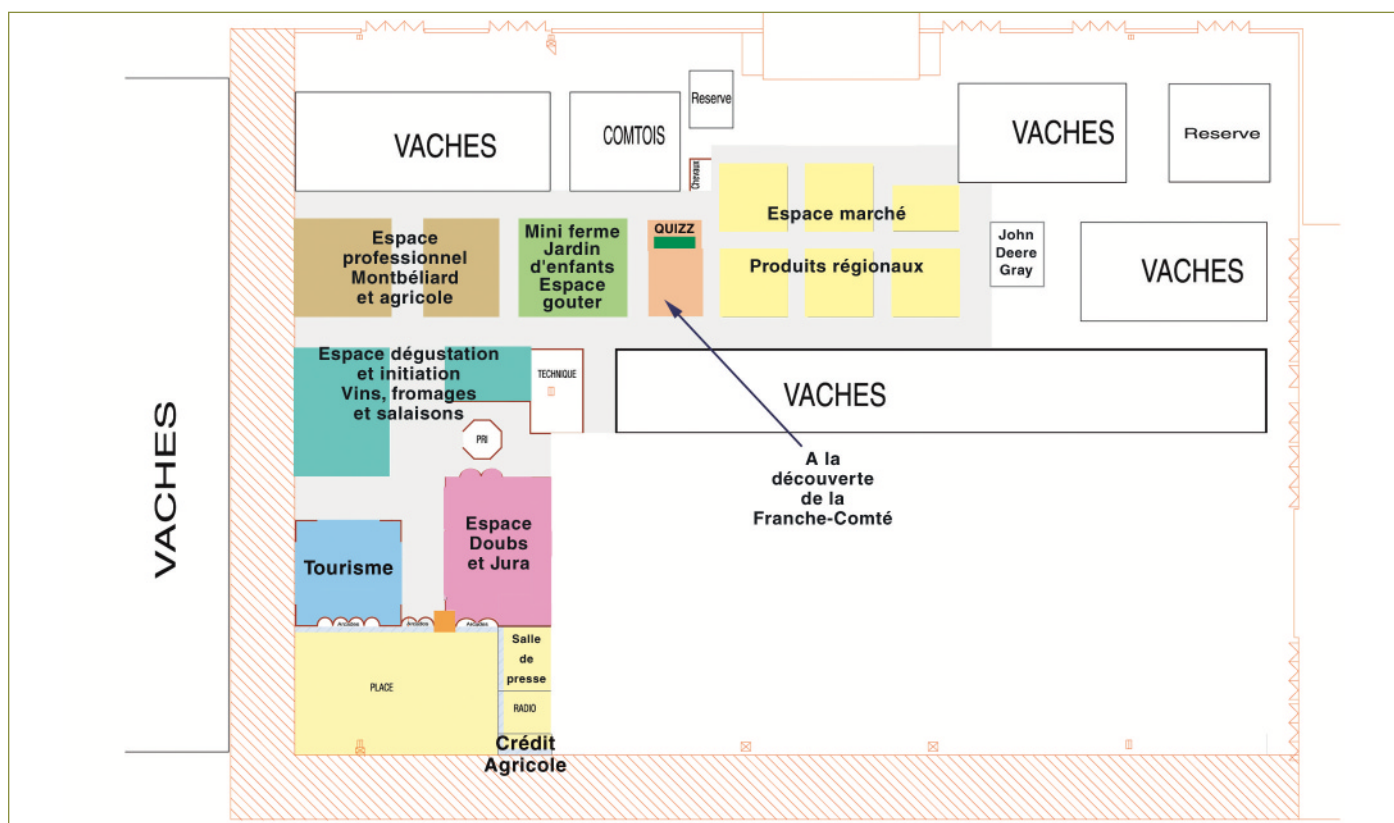 Reserve
VACHES
COMTOIS
VACHES
Reserve
Chevaux
Espace marché
QUIZZ
Mini ferme
Jardin
d'enfants
Espace
gouter
Espace
professionnel
Montbéliard
et agricole
John
Deere
Gray
Produits régionaux
VACHES
Espace dégustation
et initiation
Vins, fromages
et salaisons
TECHNIQUE
VACHES
PRI
VACHES
A la
découverte
de la
Franche-Comté
Espace
Doubs
et Jura
Tourisme
Arcades
Arcades
Arcades
Salle
de
presse
PLACE
RADIO
Crédit
Agricole